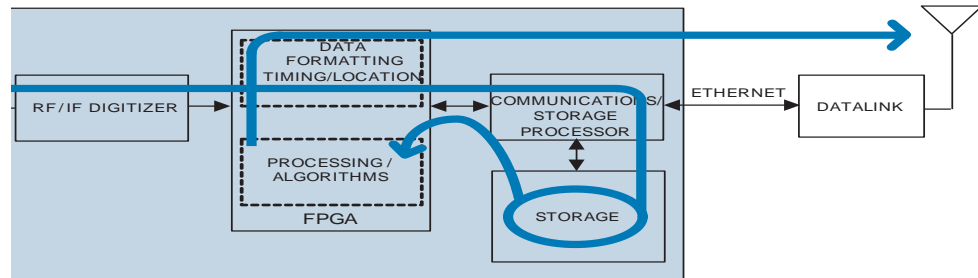 DATA
FORMATTING
TIMING/LOCATION
RF/IF DIGITIZER
COMMUNICATIONS/
STORAGE
PROCESSOR
ETHERNET
DATALINK
PROCESSING /
ALGORITHMS
FPGA
STORAGE